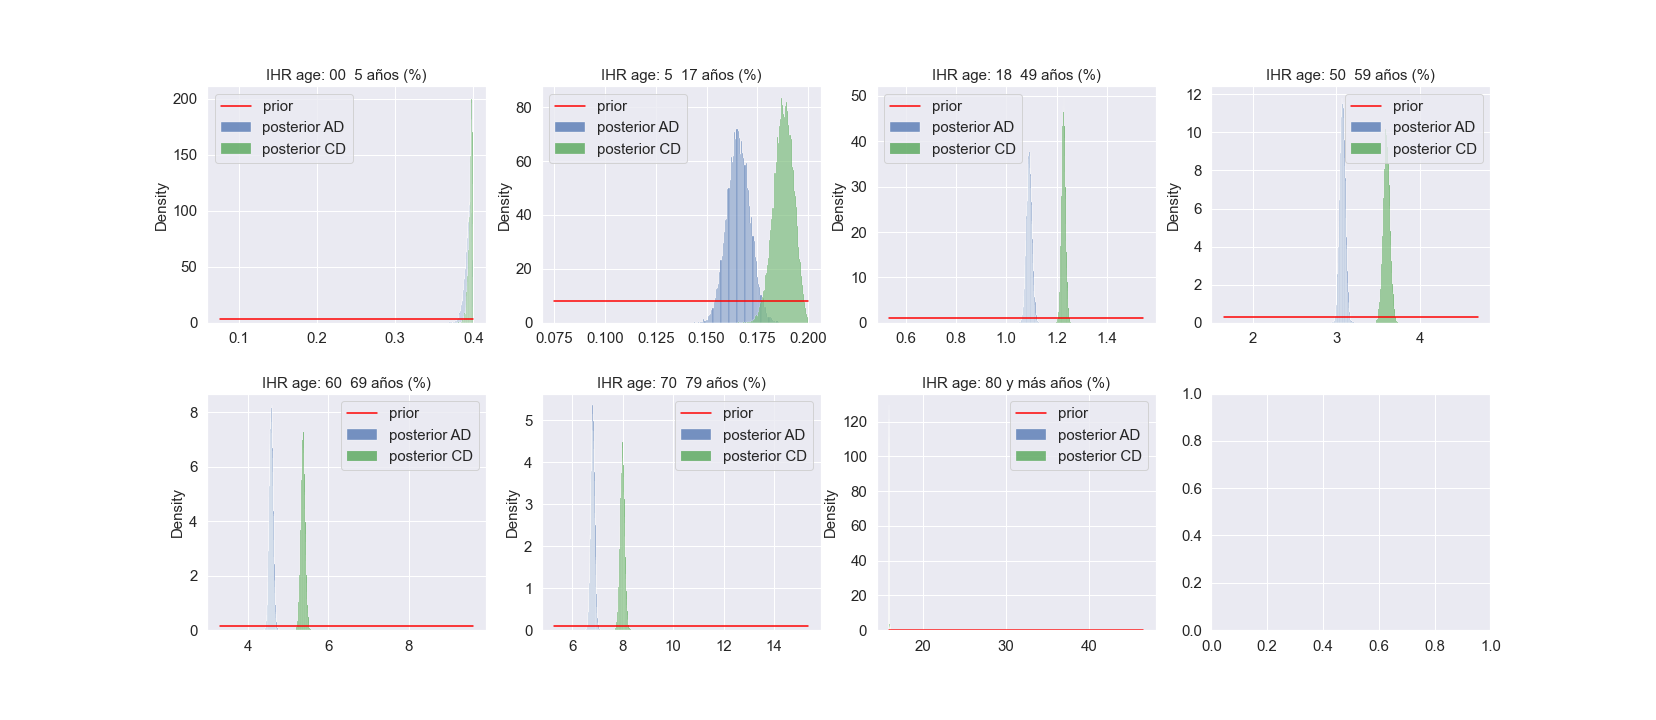 IHR age: 00  5 años (%)
IHR age: 5  17 años (%)
IHR age: 18  49 años (%)
IHR age: 50  59 años (%)
Density
200
150
100
50
0
prior
posterior AD
posterior CD
0.1
0.2
0.3
0.4
Density
80
60
40
20
0
prior
posterior AD
posterior CD
0.075
0.100
0.125
0.150
0.175
0.200
Density
50
40
30
20
10
0
prior
posterior AD
posterior CD
0.6
0.8
1.0
1.2
1.4
Density
12
10
8
6
4
2
0
prior
posterior AD
posterior CD
2
3
4
IHR age: 60  69 años (%)
IHR age: 70  79 años (%)
IHR age: 80 y más años (%)
Density
8
6
4
2
0
prior
posterior AD
posterior CD
4
6
8
Density
5
4
3
2
1
0
prior
posterior AD
posterior CD
6
8
10
12
14
Density
120
100
80
60
40
20
0
prior
posterior AD
posterior CD
20
30
40
1.0
0.8
0.6
0.4
0.2
0.0
0.0
0.2
0.4
0.6
0.8
1.0